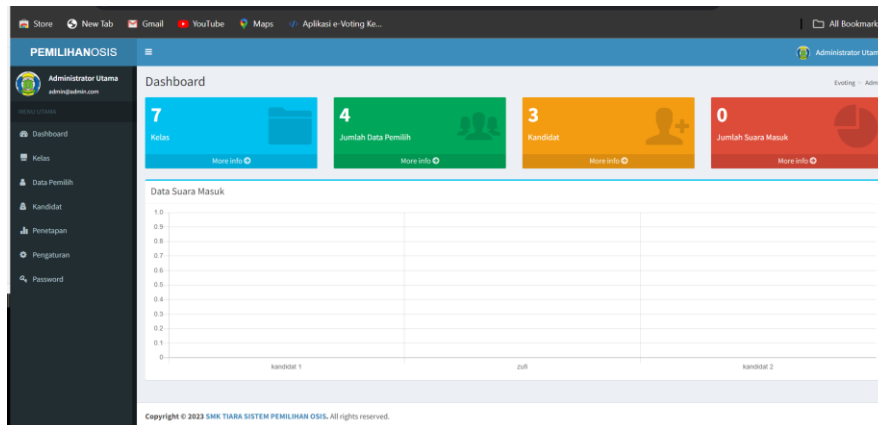 Store New Tab Gmail YouTube Maps Aplikasi e-Voting Ke... All Bookmark
PEMILIHANOSIS
Administrator Utam
Administrator Utama
admin@admin.com
MENU UTAMA
Dashboard
Kelas
Data Pemilih
Kandidat
Penetapan
Pengaturan
Password
Dashboard
Evoting > Adm
7
Kelas
More info
4
Jumlah Data Pemilih
More info
3
Kandidat
More info
0
Jumlah Suara Masuk
More info
Data Suara Masuk
1.0
0.9
0.8
0.7
0.6
0.5
0.4
0.3
0.2
0.1
0
kandidat 1 zufi kandidat 2
Copyright © 2023 SMK TIARA SISTEM PEMILIHAN OSIS. All rights reserved.